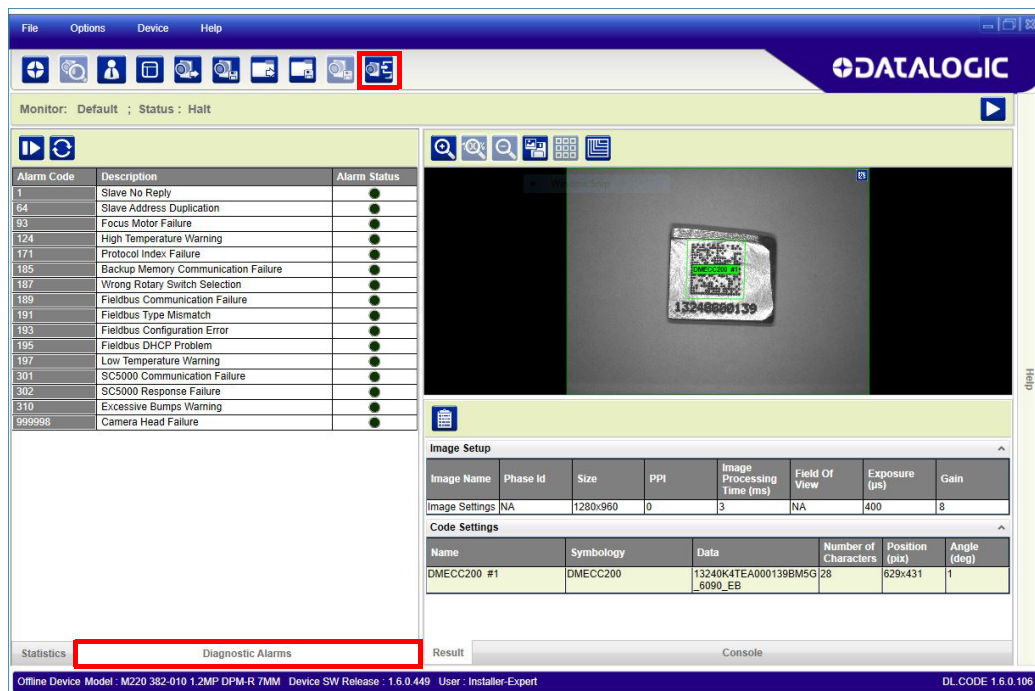 File Options Device Help
DATALOGIC
Monitor: Default ; Status : Halt
Alarm Code Description Alarm Status
1 Slave No Reply
64 Slave Address Duplication
93 Focus Motor Failure
124 High Temperature Warning
171 Protocol Index Failure
185 Backup Memory Communication Failure
187 Wrong Rotary Switch Selection
189 Fieldbus Communication Failure
191 Fieldbus Type Mismatch
193 Fieldbus Configuration Error
195 Fieldbus DHCP Problem
197 Low Temperature Warning
301 SC5000 Communication Failure
302 SC5000 Response Failure
310 Excessive Bumps Warning
999998 Camera Head Failure
Statistics Diagnostic Alarms
DMECC200 #1
13248600139
Help
Image Setup
Image Name Phase Id Size PPI Image Processing Time (ms) Field Of View Exposure (µs) Gain
Image Settings NA 1280x960 0 3 NA 400 8
Code Settings
Name Symbology Data Number of Characters Position (pix) Angle (deg)
DMECC200 #1 DMECC200 13240K4TEA000139BM5G_6090_EB 28 629x431 1
Result Console
Offline Device Model : M220 382-010 1.2MP DPM-R 7MM Device SW Release : 1.6.0.449 User : Installer-Expert DL.CODE 1.6.0.106